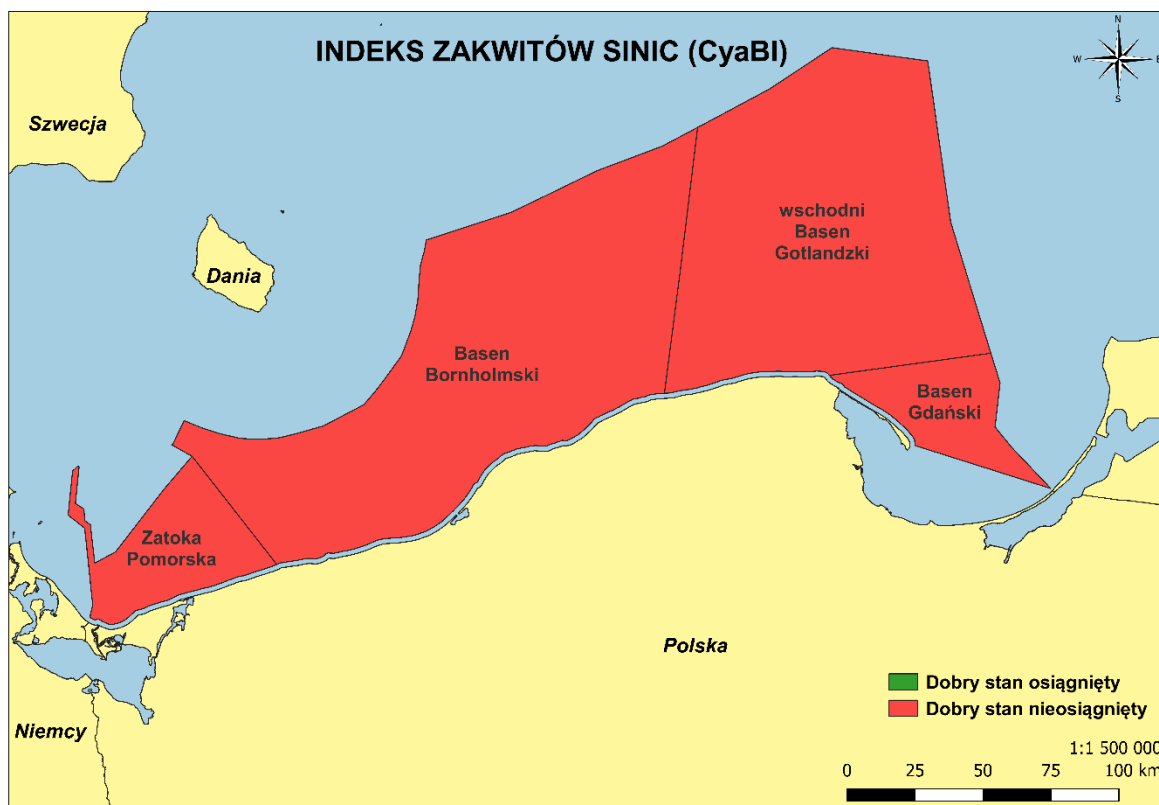 INDEKS ZAKWITÓW SINIC (CyaBI)
N
W
E
S
Szwecja
Dania
wschodni
Basen
Gotlandzki
Basen
Bornholmski
Basen
Gdański
Zatoka
Pomorska
Polska
Niemcy
Dobry stan osiągnięty
Dobry stan nieosiągnięty
1:1 500 000
0 25 50 75 100 km